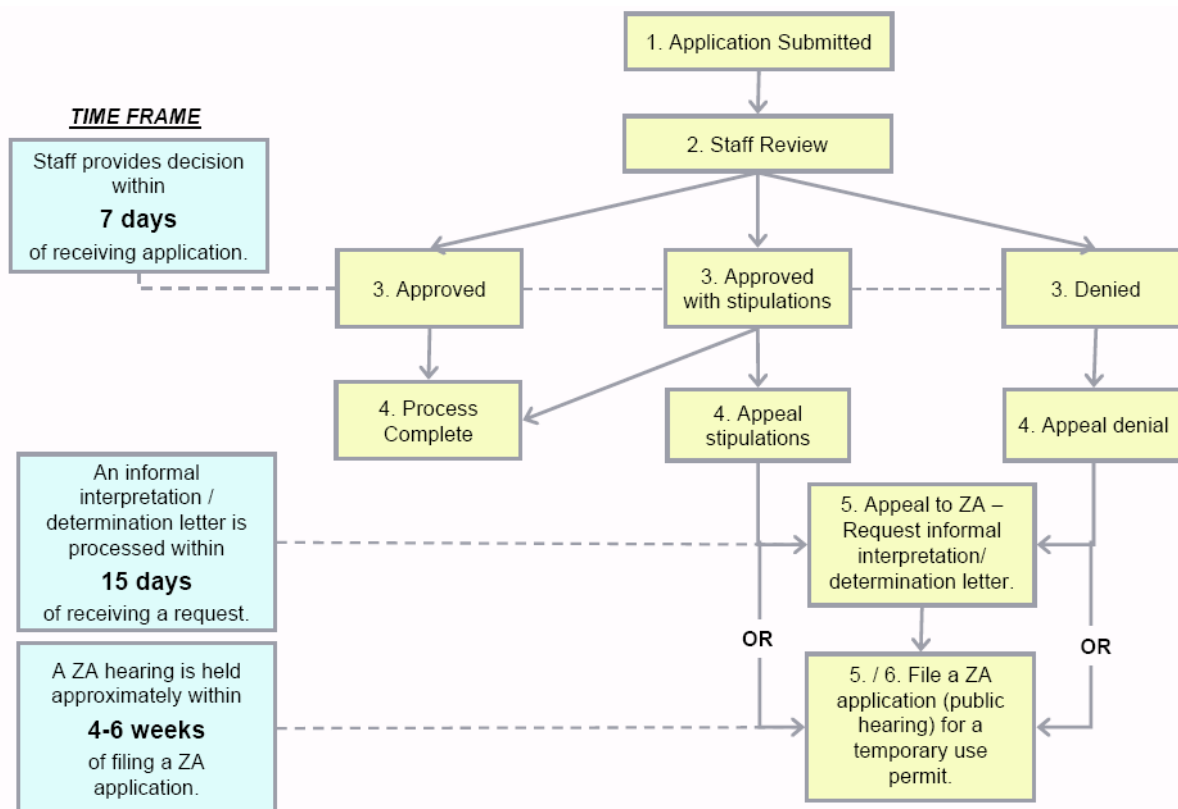 1. Application Submitted
TIME FRAME
2. Staff Review
Staff provides decision
within
7 days
of receiving application.
3. Approved
3. Approved
with stipulations
3. Denied
4. Process
Complete
4. Appeal
stipulations
4. Appeal denial
An informal
interpretation /
determination letter is
processed within
15 days
of receiving a request.
5. Appeal to ZA –
Request informal
interpretation/
determination letter.
OR
OR
A ZA hearing is held
approximately within
4-6 weeks
of filing a ZA
application.
5. / 6. File a ZA
application (public
hearing) for a
temporary use
permit.